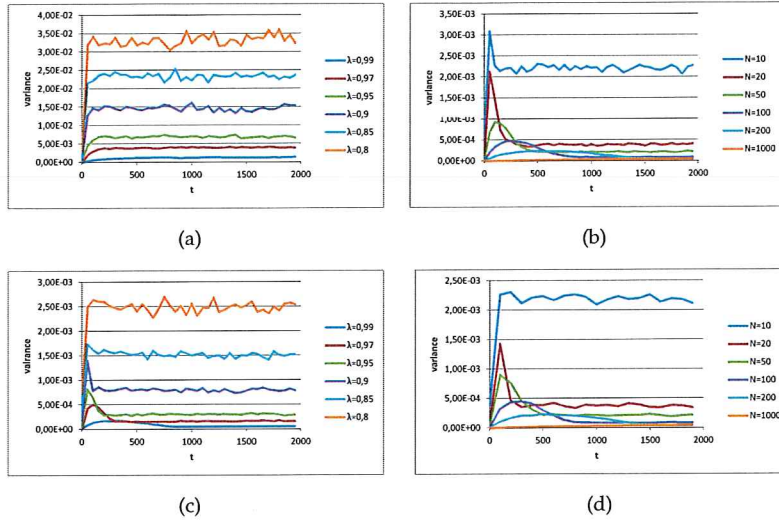 4,00E-02
3,50E-02
3,00E-02
2,50E-02
2,00E-02
1,50E-02
1,00E-02
5,00E-03
0,00E+00
variance
0 500 1000 1500 2000
t
λ=0,99
λ=0,97
λ=0,95
λ=0,9
λ=0,85
λ=0,8
(a)
3,50E-03
3,00E-03
2,50E-03
2,00E-03
1,50E-03
1,00E-03
5,00E-04
0,00E+00
variance
0 500 1000 1500 2000
t
N=10
N=20
N=50
N=100
N=200
N=1000
(b)
3,00E-03
2,50E-03
2,00E-03
1,50E-03
1,00E-03
5,00E-04
0,00E+00
variance
0 500 1000 1500 2000
t
λ=0,99
λ=0,97
λ=0,95
λ=0,9
λ=0,85
λ=0,8
(c)
2,50E-03
2,00E-03
1,50E-03
1,00E-03
5,00E-04
0,00E+00
variance
0 500 1000 1500 2000
t
N=10
N=20
N=50
N=100
N=200
N=1000
(d)